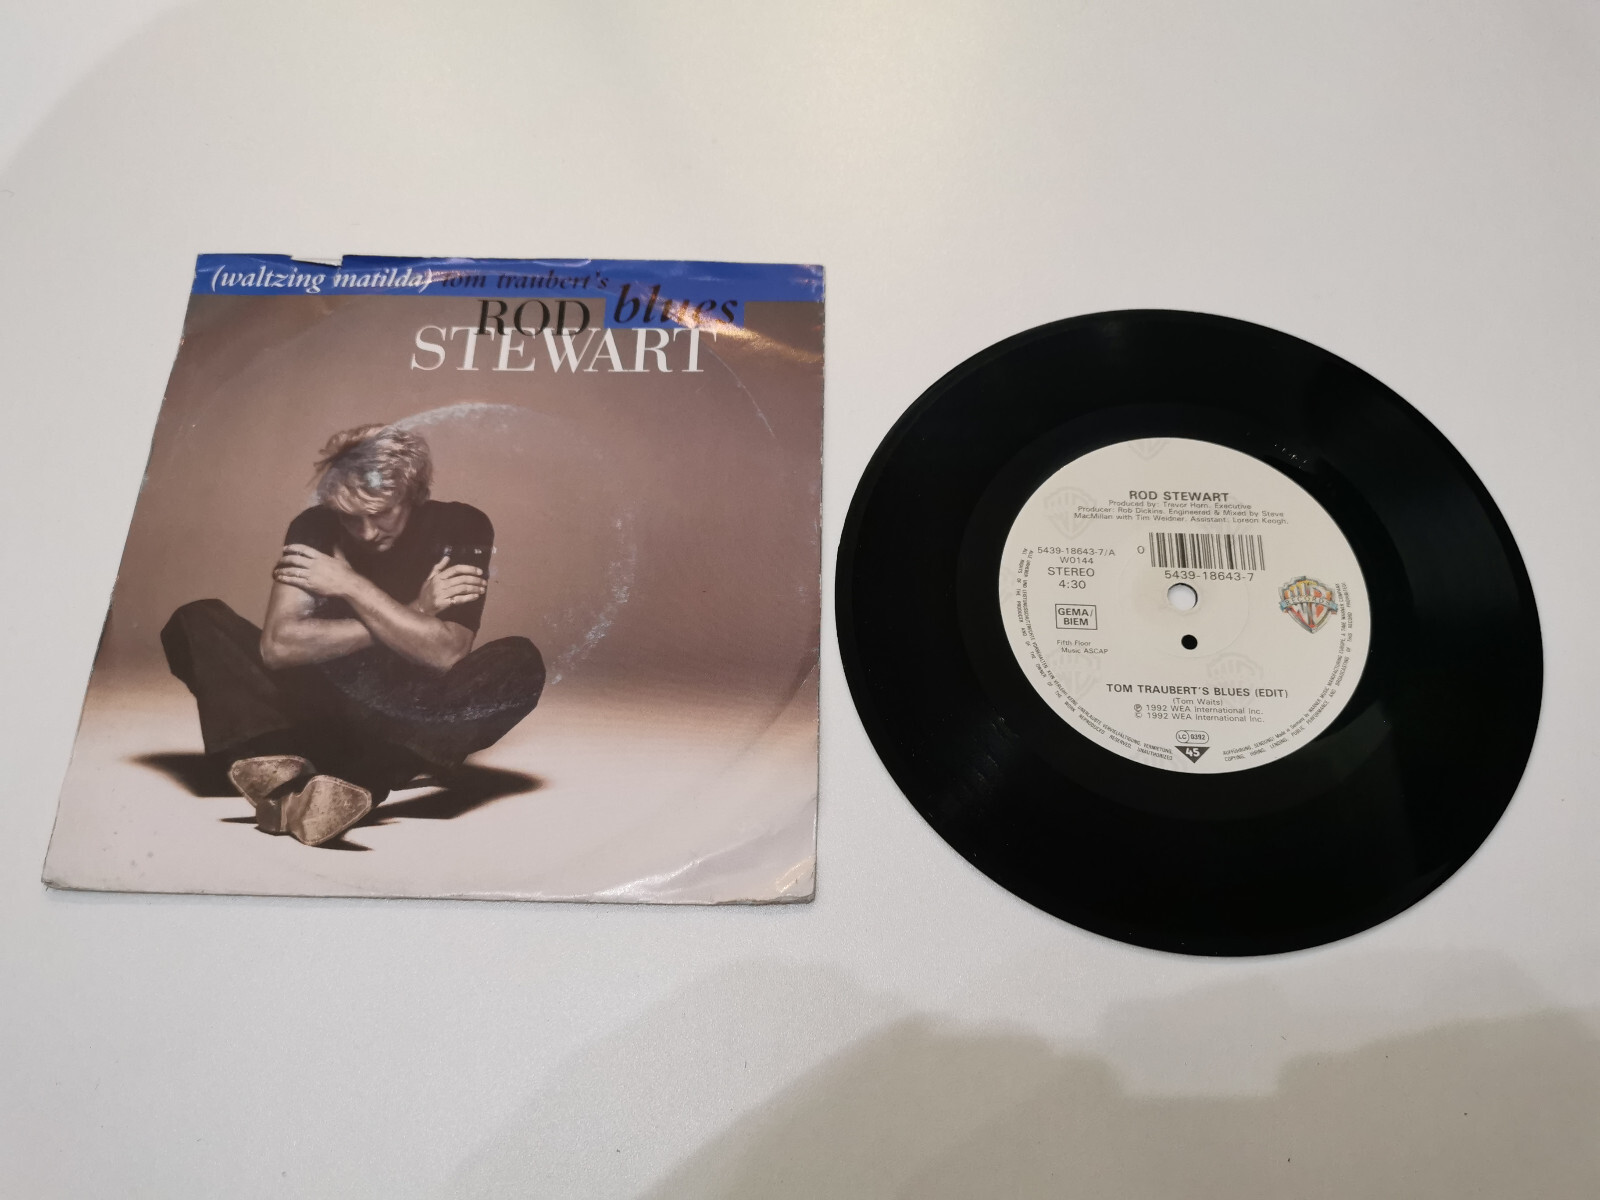 (waltzing matilda) tom traubert's
blues
ROD
STEWART
ROD STEWART
Produced by: Trevor Horn. Executive
Producer: Rob Dickins. Engineered & Mixed by Steve
MacMillan with Tim Weidner. Assistant: Loreon Keogh.
5439-18643-7/A
W0144
STEREO
4:30
0
5439-18643-7
GEMA/
BIEM
Fifth Floor
Music ASCAP
TOM TRAUBERT'S BLUES (EDIT)
(Tom Waits)
℗ 1992 WEA International Inc.
© 1992 WEA International Inc.
LC 0392
45